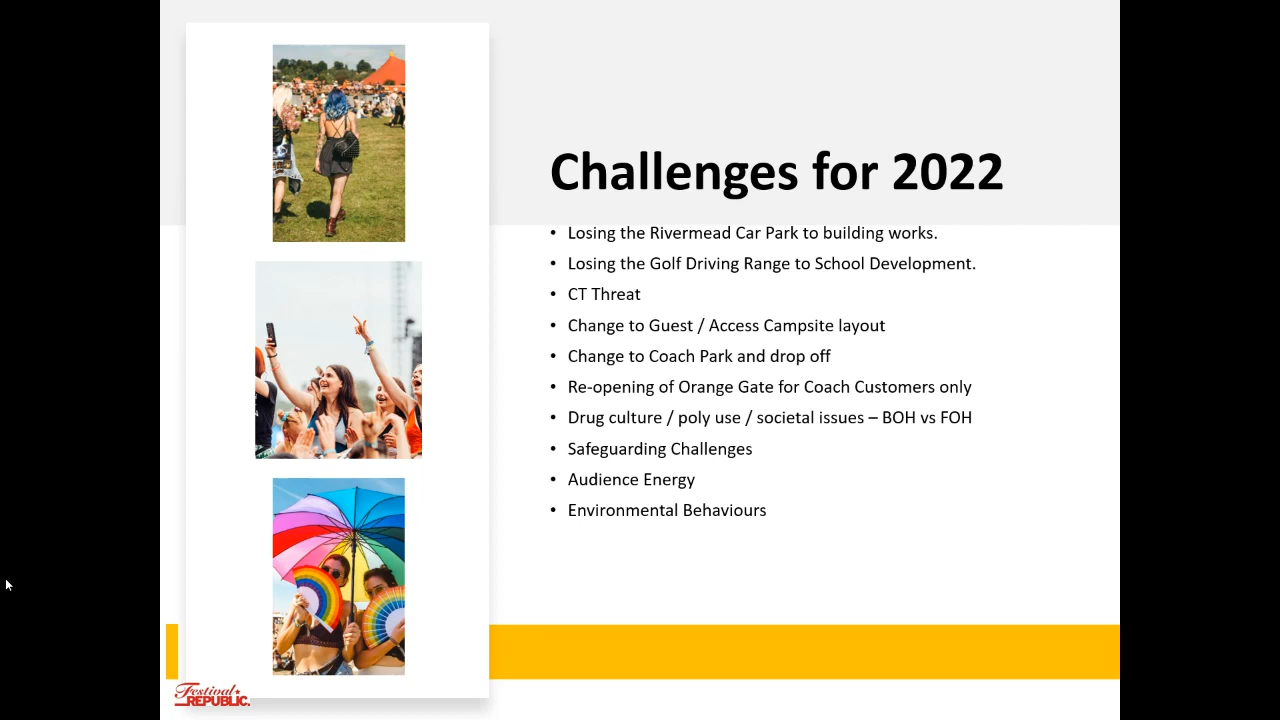 Challenges for 2022
• Losing the Rivermead Car Park to building works.
• Losing the Golf Driving Range to School Development.
• CT Threat
• Change to Guest / Access Campsite layout
• Change to Coach Park and drop off
• Re-opening of Orange Gate for Coach Customers only
• Drug culture / poly use / societal issues – BOH vs FOH
• Safeguarding Challenges
• Audience Energy
• Environmental Behaviours
Festival
REPUBLIC.